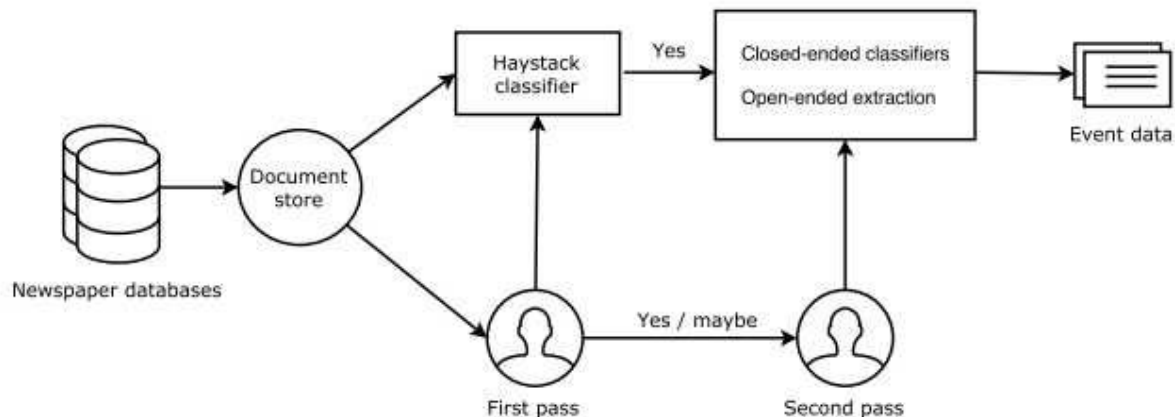 Newspaper databases
Document
store
Haystack
classifier
Yes
Closed-ended classifiers
Open-ended extraction
Event data
First pass
Yes / maybe
Second pass